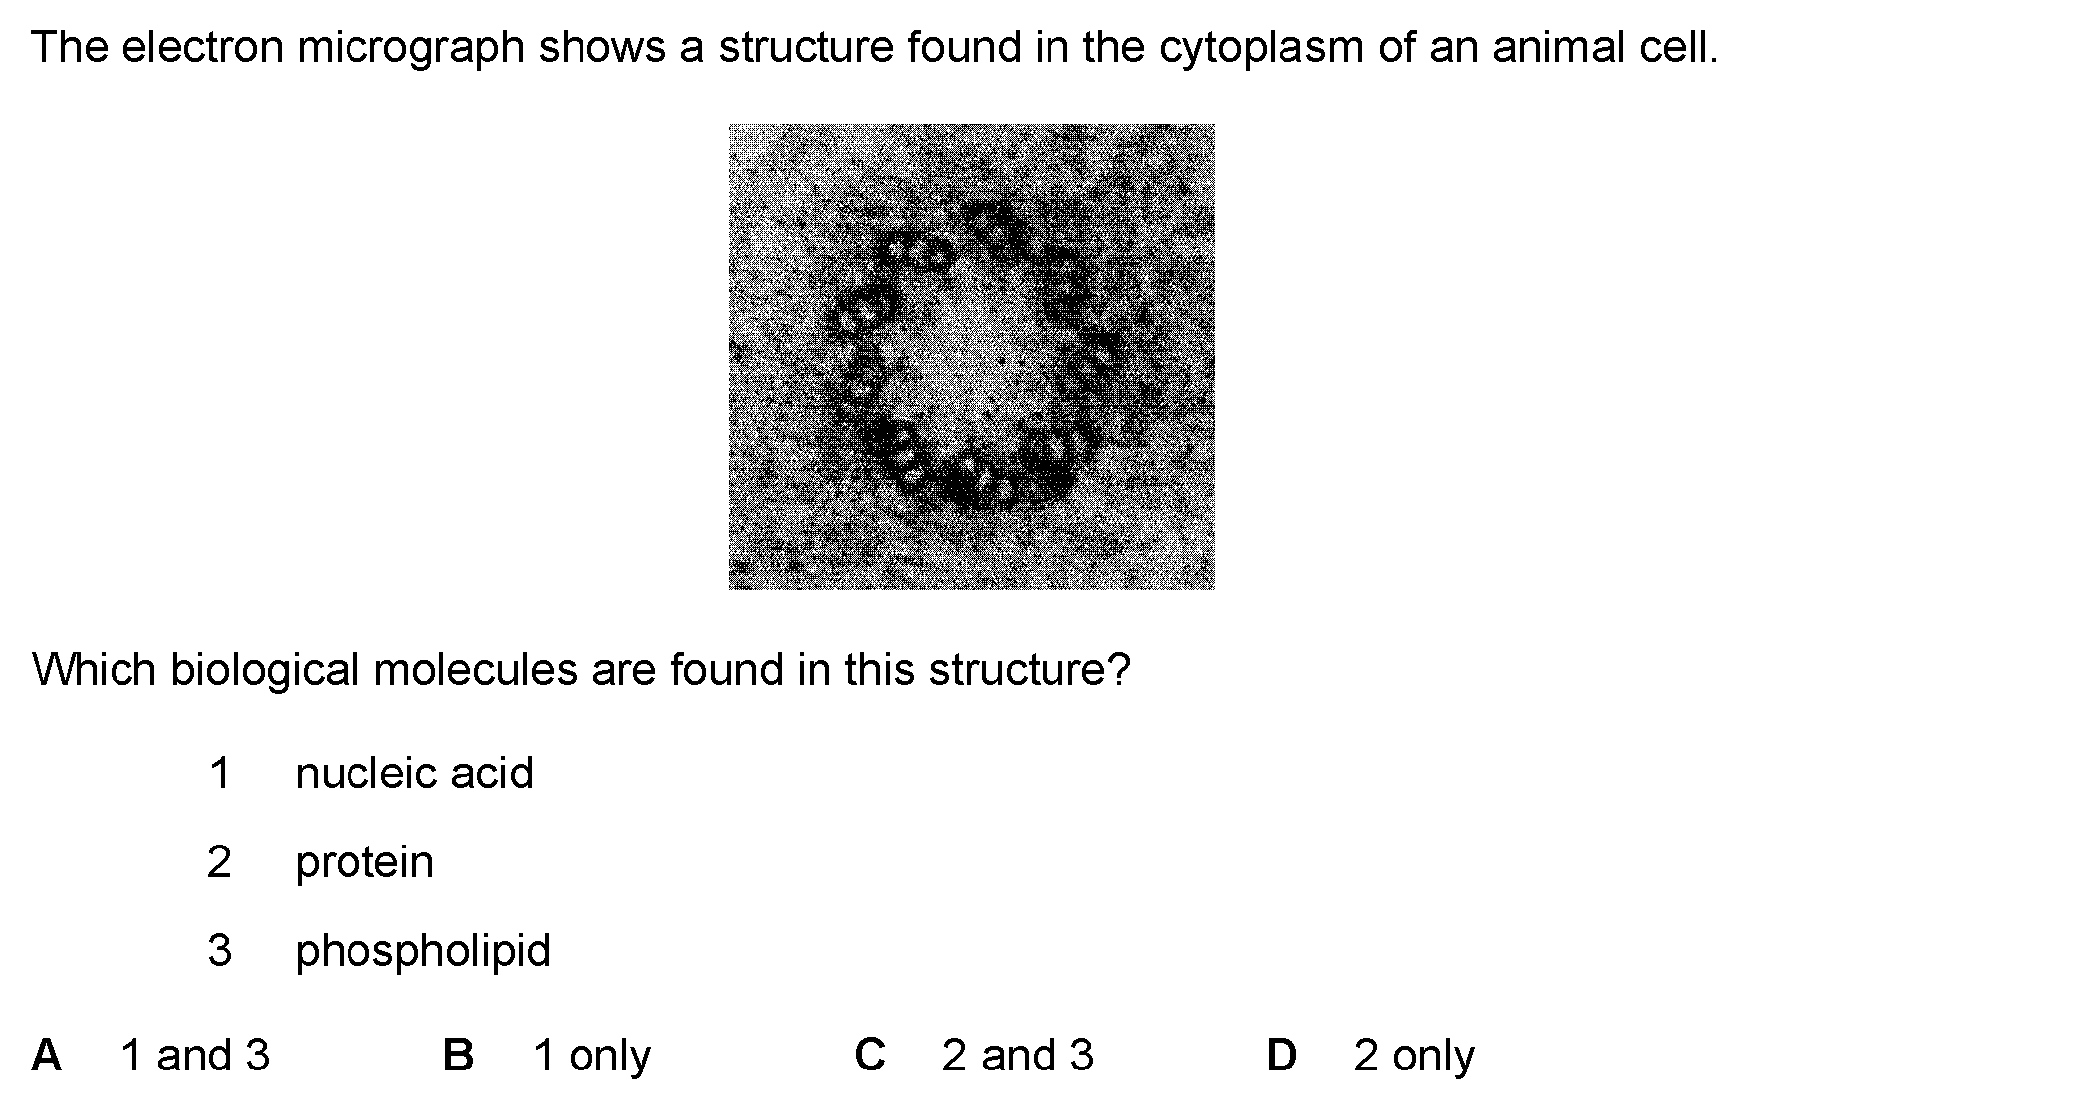 The electron micrograph shows a structure found in the cytoplasm of an animal cell.
Which biological molecules are found in this structure?
1 nucleic acid
2 protein
3 phospholipid
A 1 and 3 B 1 only C 2 and 3 D 2 only